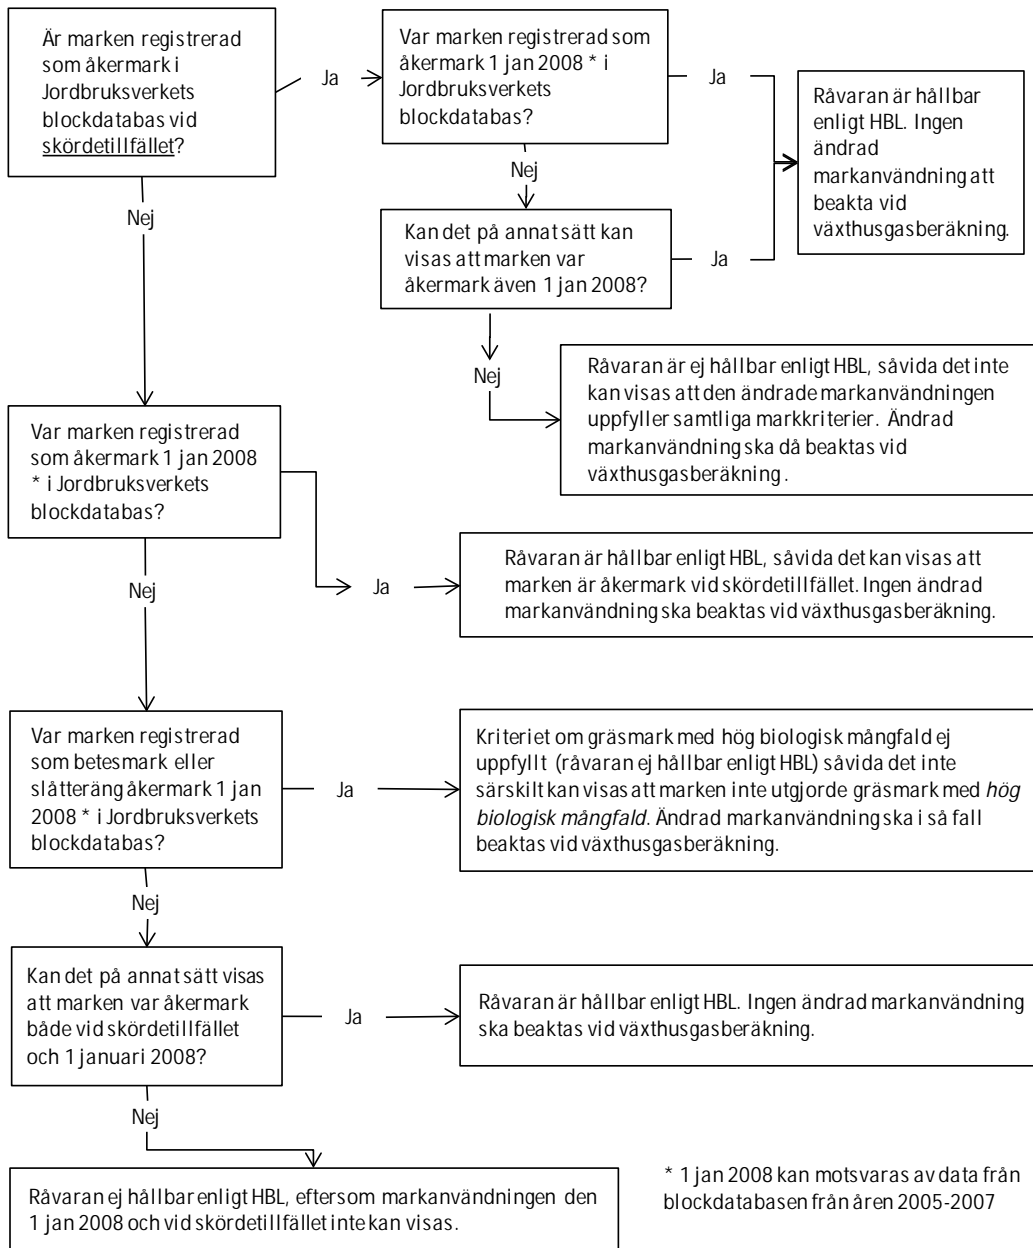 Är marken registrerad
som åkermark i
Jordbruksverkets
blockdatabas vid
skördetillfället?
Ja
Var marken registrerad som
åkermark 1 jan 2008 * i
Jordbruksverkets
blockdatabas?
Ja
Råvaran är hållbar
enligt HBL. Ingen
ändrad
markanvändning att
beakta vid
växthusgasberäkning.
Nej
Nej
Kan det på annat sätt kan
visas att marken var
åkermark även 1 jan 2008?
Ja
Nej
Råvaran är ej hållbar enligt HBL, såvida det inte
kan visas att den ändrade markanvändningen
uppfyller samtliga markkriterier. Ändrad
markanvändning ska då beaktas vid
växthusgasberäkning.
Var marken registrerad
som åkermark 1 jan 2008
* i Jordbruksverkets
blockdatabas?
Ja
Råvaran är hållbar enligt HBL, såvida det kan visas att
marken är åkermark vid skördetillfället. Ingen ändrad
markanvändning ska beaktas vid växthusgasberäkning.
Nej
Var marken registrerad
som betesmark eller
slåtteräng åkermark 1 jan
2008 * i Jordbruksverkets
blockdatabas?
Ja
Kriteriet om gräsmark med hög biologisk mångfald ej
uppfyllt (råvaran ej hållbar enligt HBL) såvida det inte
särskilt kan visas att marken inte utgjorde gräsmark med hög
biologisk mångfald. Ändrad markanvändning ska i så fall
beaktas vid växthusgasberäkning.
Nej
Kan det på annat sätt visas
att marken var åkermark
både vid skördetillfället
och 1 januari 2008?
Ja
Råvaran är hållbar enligt HBL. Ingen ändrad markanvändning
ska beaktas vid växthusgasberäkning.
Nej
Råvaran ej hållbar enligt HBL, eftersom markanvändningen den
1 jan 2008 och vid skördetillfället inte kan visas.
* 1 jan 2008 kan motsvaras av data från
blockdatabasen från åren 2005-2007